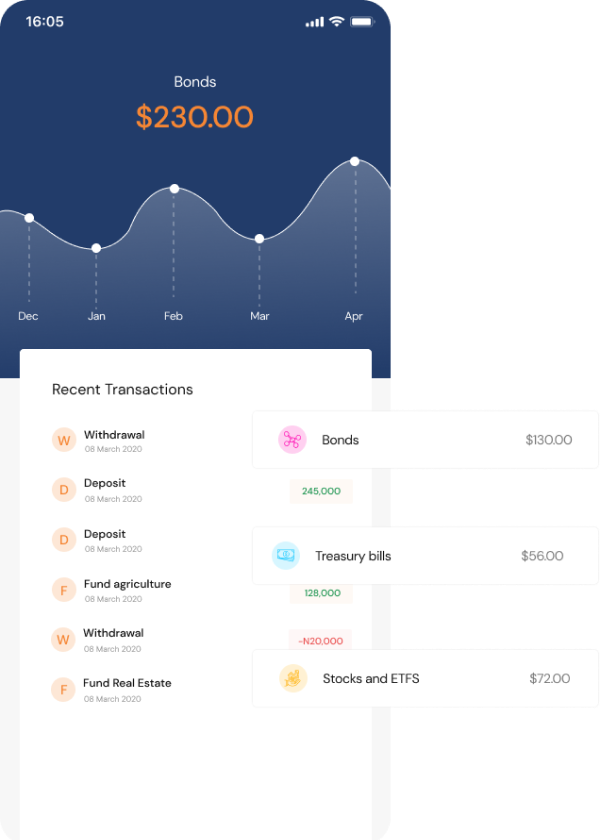 16:05
Bonds
$230.00
Dec Jan Feb Mar Apr
Recent Transactions
W Withdrawal
08 March 2020
Bonds $130.00
D Deposit
08 March 2020
245,000
D Deposit
08 March 2020
Treasury bills $56.00
F Fund agriculture
08 March 2020
128,000
W Withdrawal
08 March 2020
-N20,000
F Fund Real Estate
08 March 2020
Stocks and ETFS $72.00